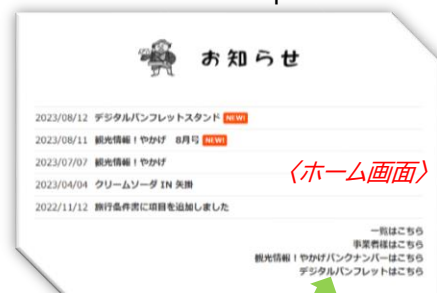 お知らせ
2023/08/12 デジタルパンフレットスタンド NEW!
2023/08/11 観光情報！やかげ 8月号 NEW!
2023/07/07 観光情報！やかげ
〈ホーム画面〉
2023/04/04 クリームソーダ IN 矢掛
2022/11/12 旅行条件書に項目を追加しました
一覧はこちら
事業者様はこちら
観光情報！やかげバンクナンバーはこちら
デジタルパンフレットはこちら